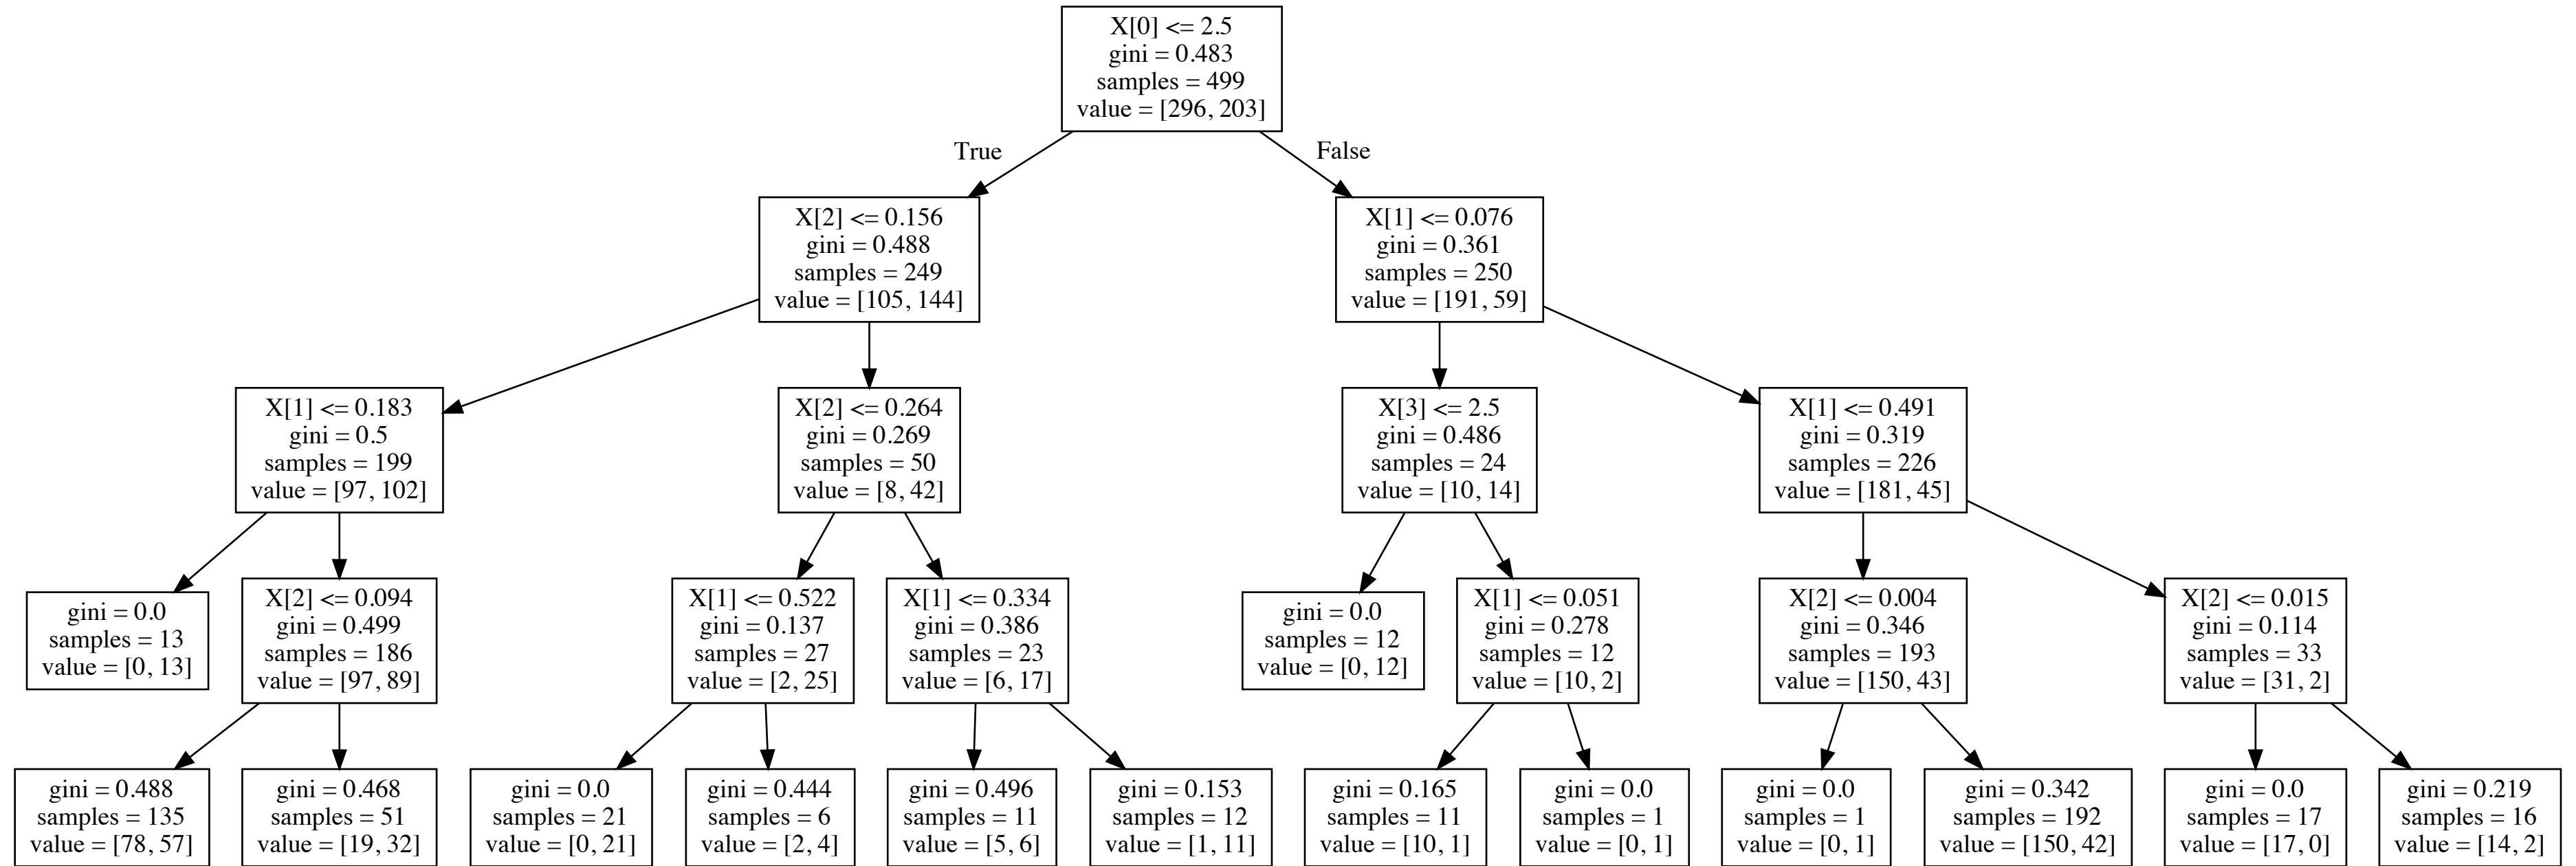 X[0] <= 2.5
gini = 0.483
samples = 499
value = [296, 203]
True
False
X[2] <= 0.156
gini = 0.488
samples = 249
value = [105, 144]
X[1] <= 0.076
gini = 0.361
samples = 250
value = [191, 59]
X[1] <= 0.183
gini = 0.5
samples = 199
value = [97, 102]
X[2] <= 0.264
gini = 0.269
samples = 50
value = [8, 42]
X[3] <= 2.5
gini = 0.486
samples = 24
value = [10, 14]
X[1] <= 0.491
gini = 0.319
samples = 226
value = [181, 45]
gini = 0.0
samples = 13
value = [0, 13]
X[2] <= 0.094
gini = 0.499
samples = 186
value = [97, 89]
X[1] <= 0.522
gini = 0.137
samples = 27
value = [2, 25]
X[1] <= 0.334
gini = 0.386
samples = 23
value = [6, 17]
gini = 0.0
samples = 12
value = [0, 12]
X[1] <= 0.051
gini = 0.278
samples = 12
value = [10, 2]
X[2] <= 0.004
gini = 0.346
samples = 193
value = [150, 43]
X[2] <= 0.015
gini = 0.114
samples = 33
value = [31, 2]
gini = 0.488
samples = 135
value = [78, 57]
gini = 0.468
samples = 51
value = [19, 32]
gini = 0.0
samples = 21
value = [0, 21]
gini = 0.444
samples = 6
value = [2, 4]
gini = 0.496
samples = 11
value = [5, 6]
gini = 0.153
samples = 12
value = [1, 11]
gini = 0.165
samples = 11
value = [10, 1]
gini = 0.0
samples = 1
value = [0, 1]
gini = 0.0
samples = 1
value = [0, 1]
gini = 0.342
samples = 192
value = [150, 42]
gini = 0.0
samples = 17
value = [17, 0]
gini = 0.219
samples = 16
value = [14, 2]